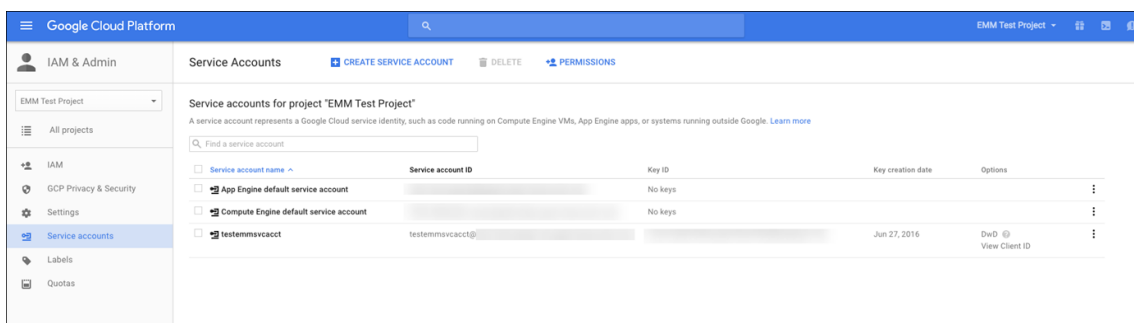 Google Cloud Platform
EMM Test Project
IAM & Admin
Service Accounts
CREATE SERVICE ACCOUNT
DELETE
PERMISSIONS
EMM Test Project
All projects
IAM
GCP Privacy & Security
Settings
Service accounts
Labels
Quotas
Service accounts for project "EMM Test Project"
A service account represents a Google Cloud service identity, such as code running on Compute Engine VMs, App Engine apps, or systems running outside Google. Learn more
Find a service account
Service account name Service account ID Key ID Key creation date Options
App Engine default service account No keys
Compute Engine default service account No keys
testemmsvcacct testemmsvcacct@ Jun 27, 2016 DwD
View Client ID